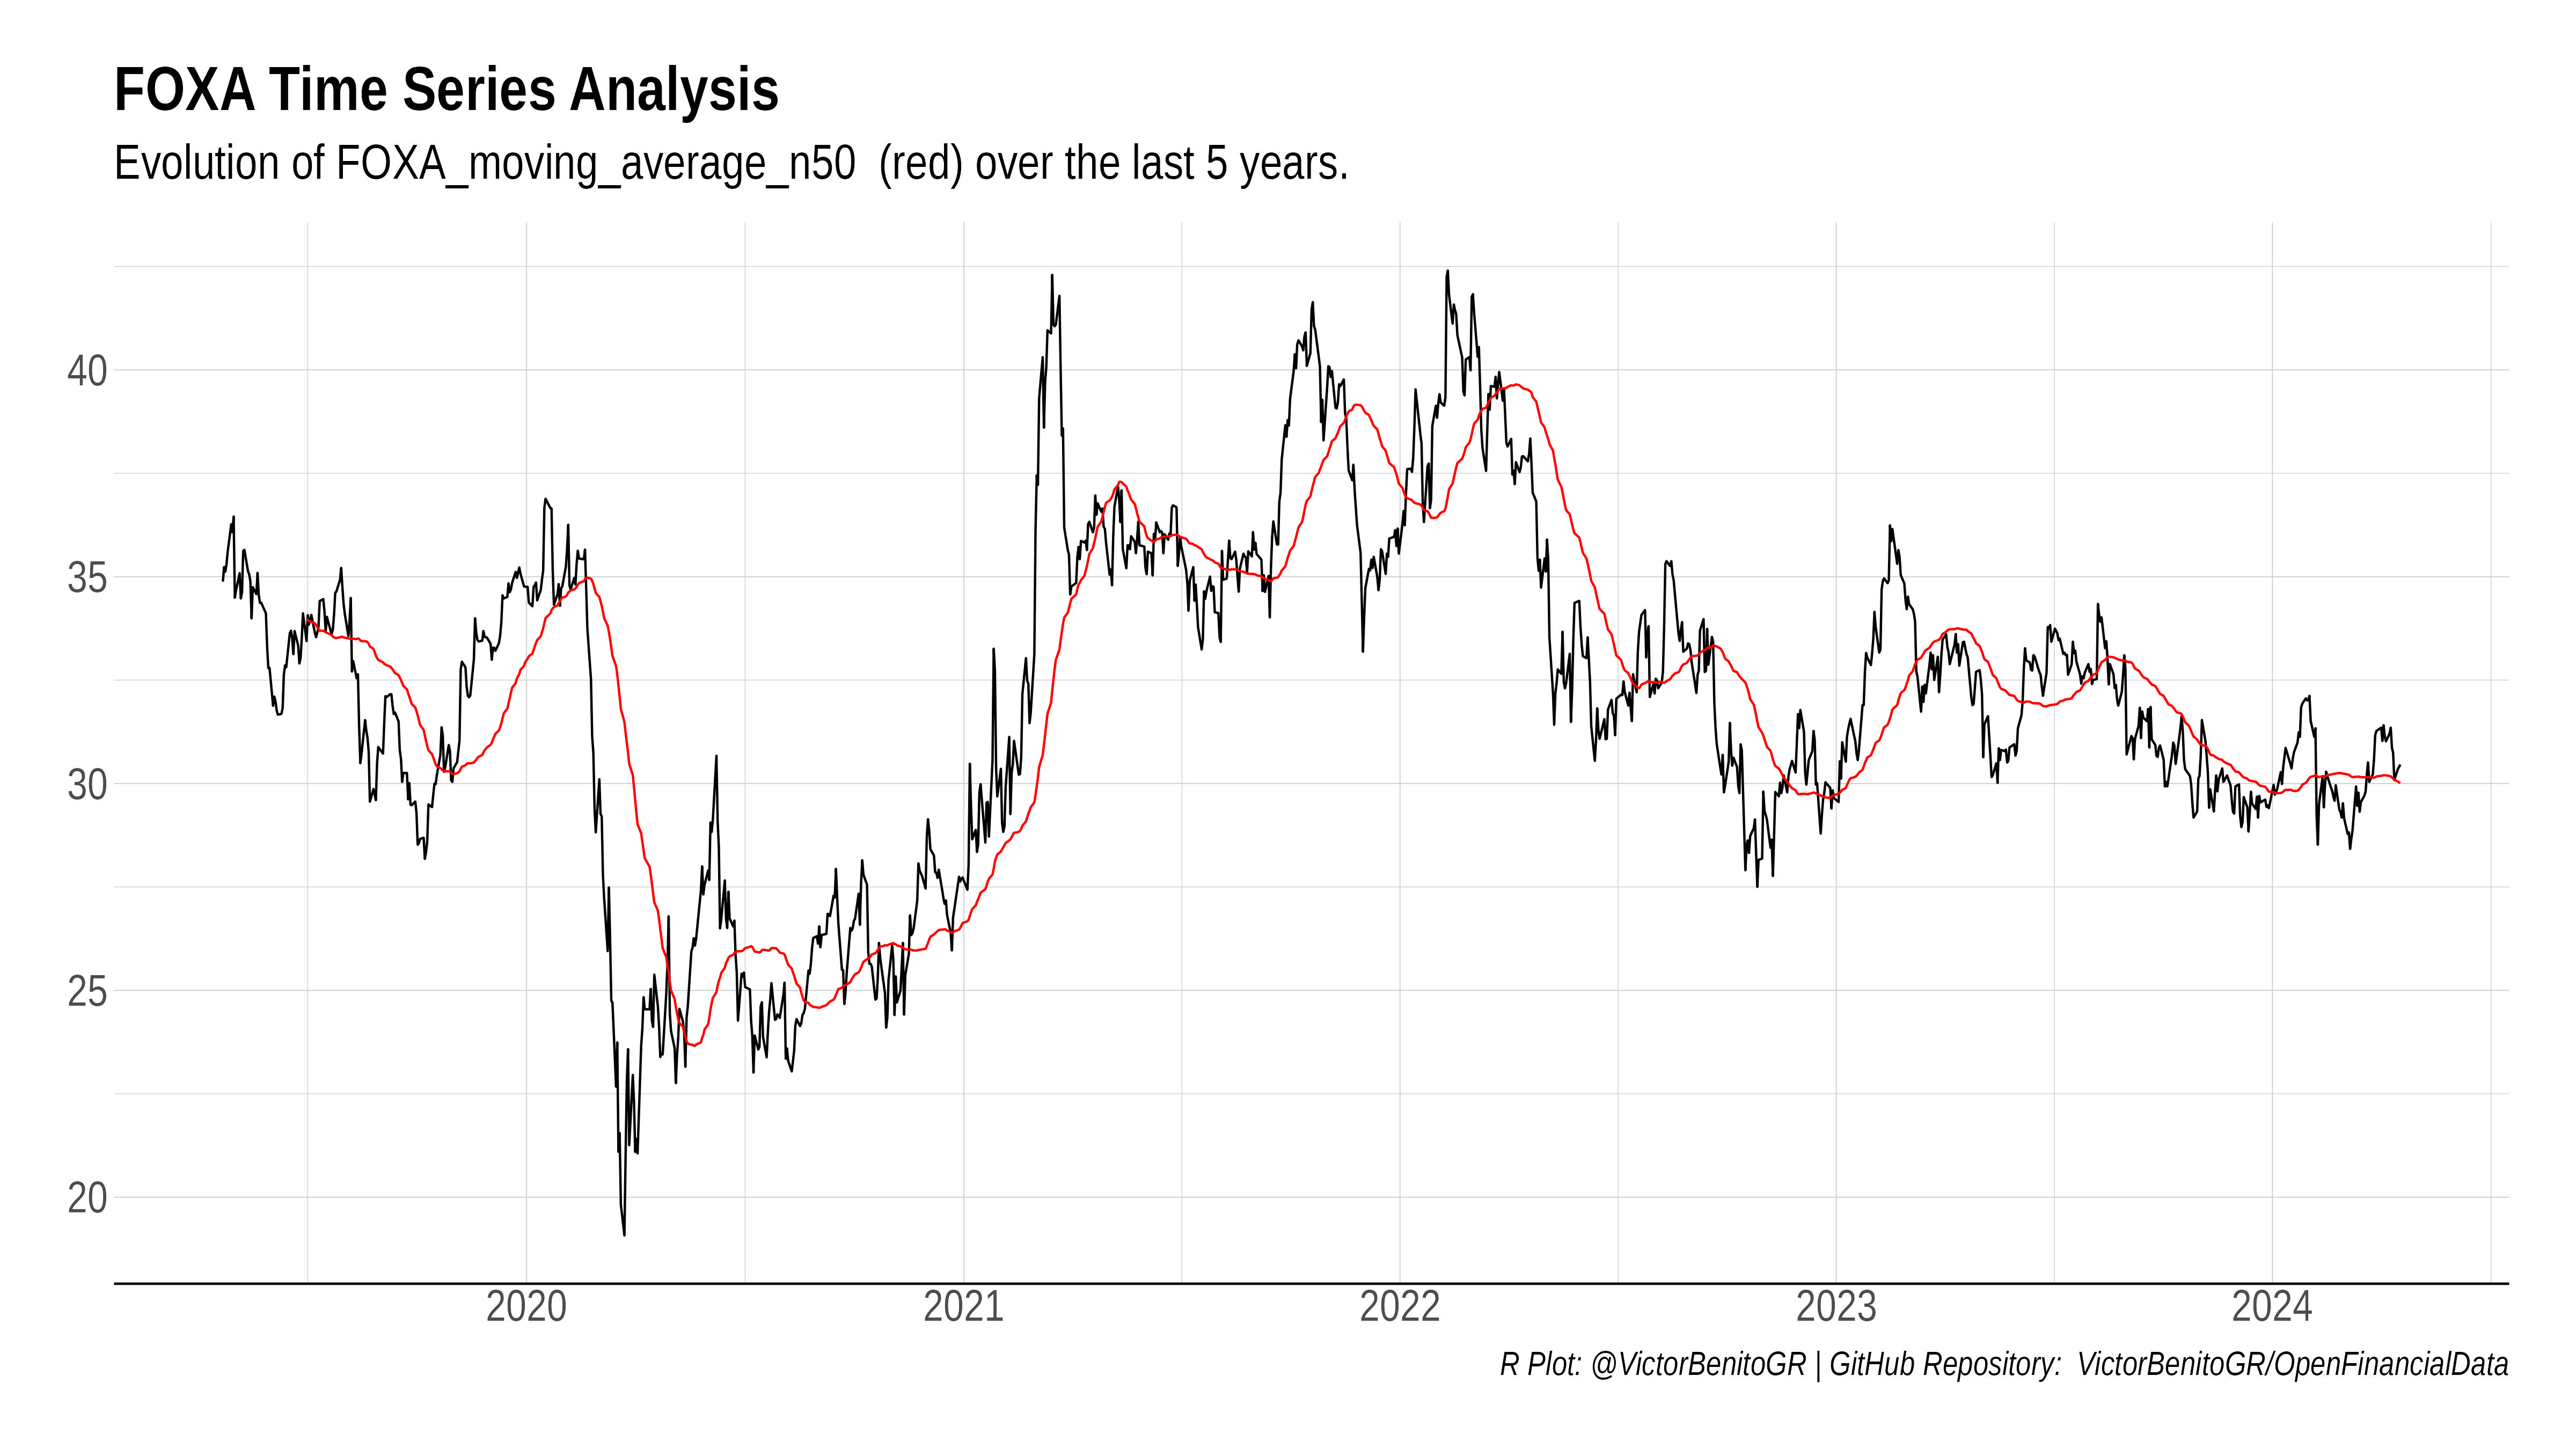 FOXA Time Series Analysis
Evolution of FOXA_moving_average_n50  (red) over the last 5 years.
40
35
30
25
20
2020 2021 2022 2023 2024
R Plot: @VictorBenitoGR | GitHub Repository:  VictorBenitoGR/OpenFinancialData